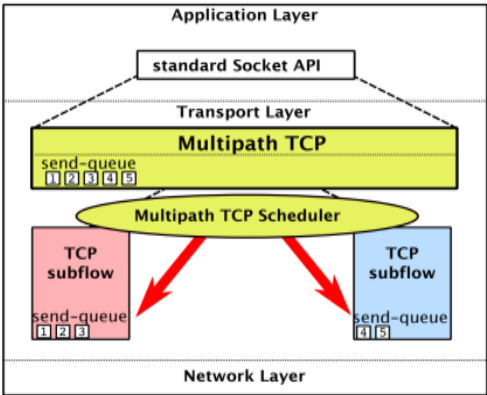 Application Layer
standard Socket API
Transport Layer
Multipath TCP
send-queue
1 2 3 4 5
Multipath TCP Scheduler
TCP
subflow
send-queue
1 2 3
TCP
subflow
send-queue
4 5
Network Layer